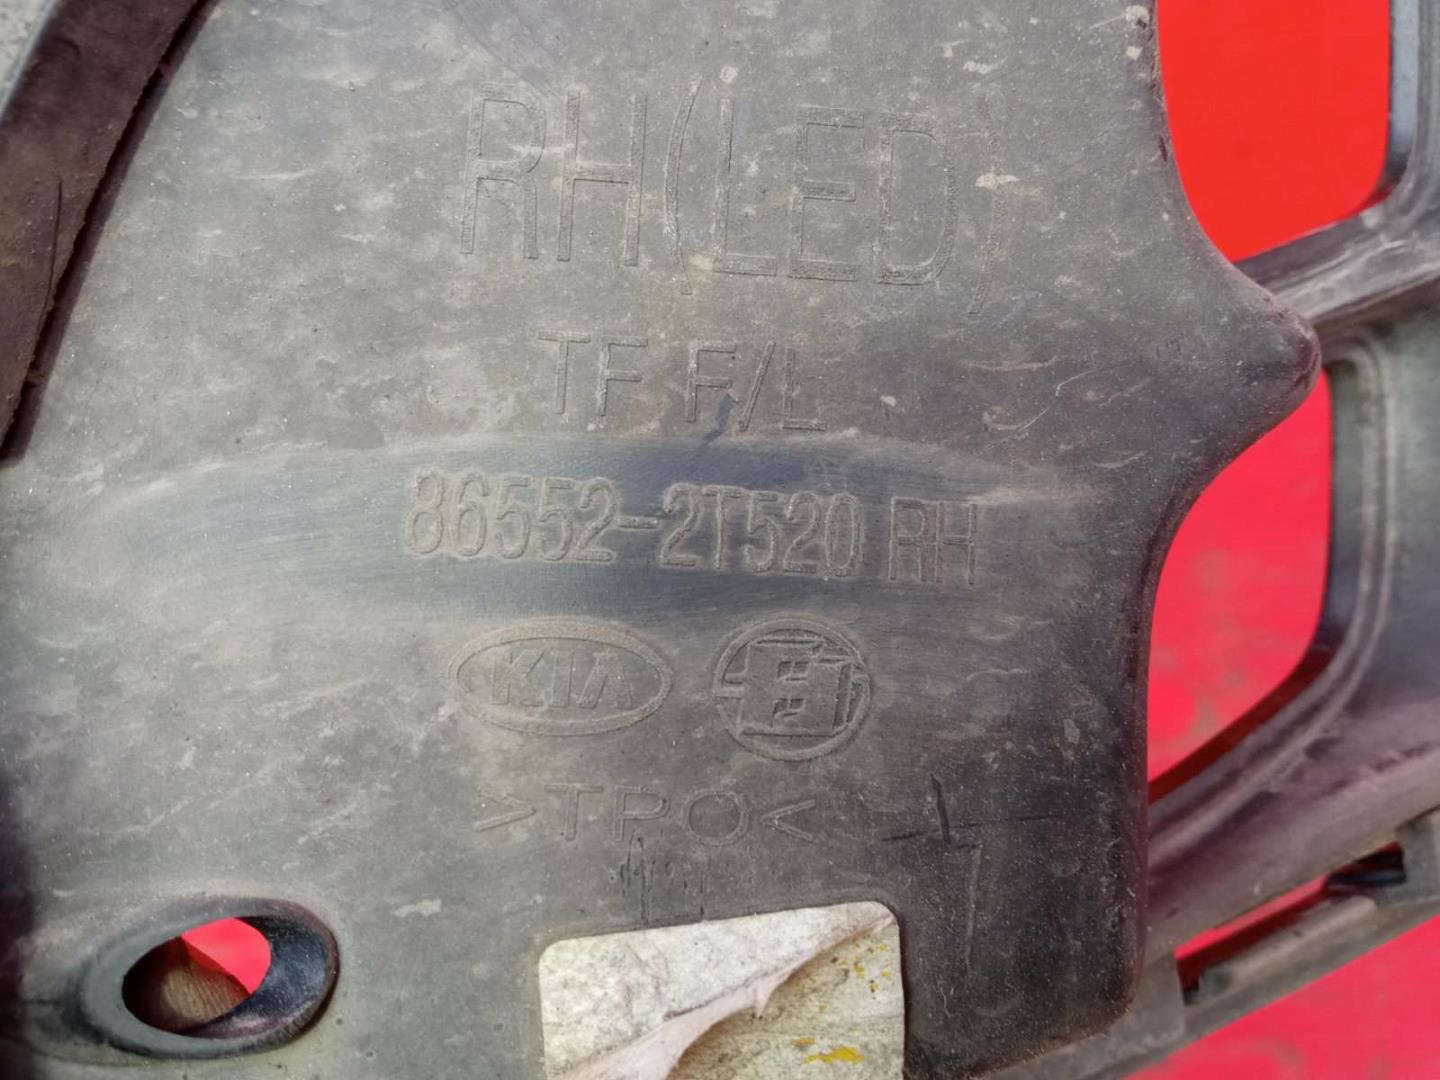 RH(LED)
TF F/L
86552-2T520 RH
KIA
>TPO<